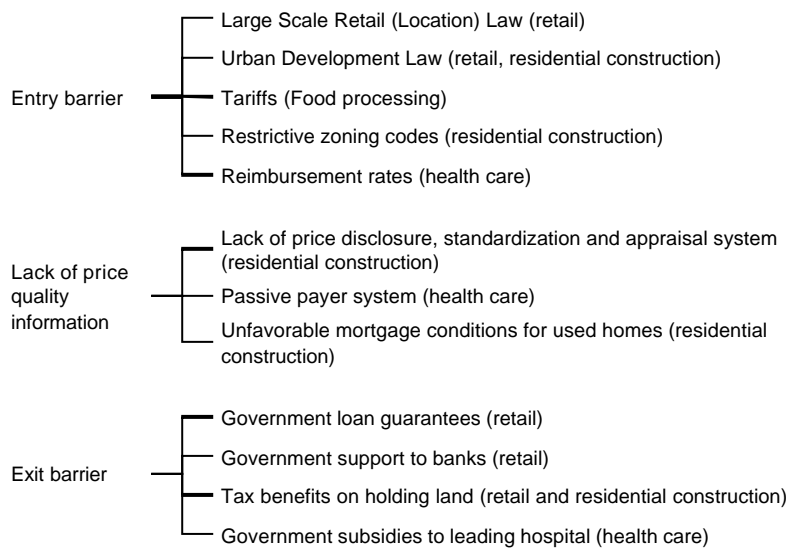 Entry barrier
Large Scale Retail (Location) Law (retail)
Urban Development Law (retail, residential construction)
Tariffs (Food processing)
Restrictive zoning codes (residential construction)
Reimbursement rates (health care)
Lack of price
quality
information
Lack of price disclosure, standardization and appraisal system
(residential construction)
Passive payer system (health care)
Unfavorable mortgage conditions for used homes (residential
construction)
Exit barrier
Government loan guarantees (retail)
Government support to banks (retail)
Tax benefits on holding land (retail and residential construction)
Government subsidies to leading hospital (health care)